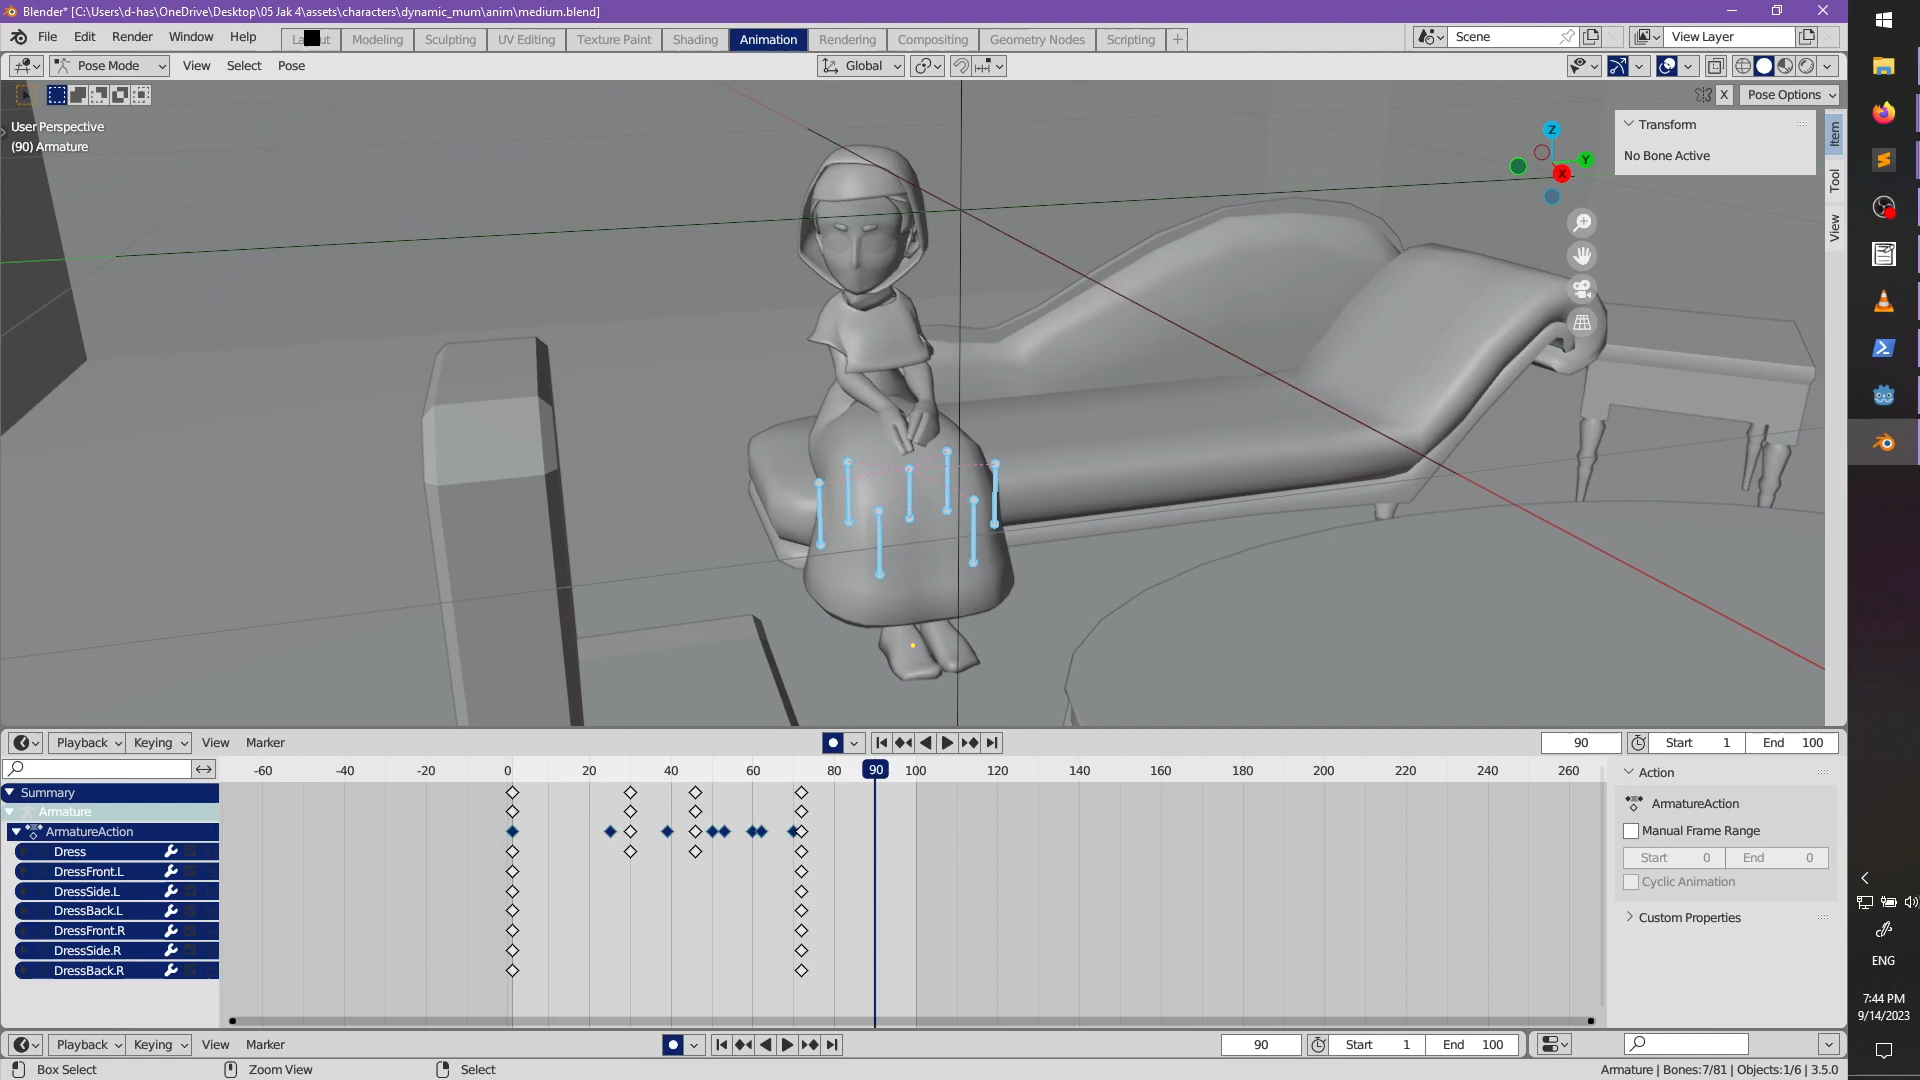 Blender* [C:\Users\d-has\OneDrive\Desktop\05 Jak 4\assets\characters\dynamic_mum\anim\medium.blend]
File Edit Render Window Help
Modeling Sculpting UV Editing Texture Paint Shading Animation Rendering Compositing Geometry Nodes Scripting +
Scene View Layer
Pose Mode View Select Pose Global
X Pose Options
User Perspective
(90) Armature
Z
Y
X
Transform
No Bone Active
Item
Tool
View
Playback Keying View Marker 90 Start 1 End 100
-60 -40 -20 0 20 40 60 80 90 100 120 140 160 180 200 220 240 260
Summary
Armature
ArmatureAction
Dress
DressFront.L
DressSide.L
DressBack.L
DressFront.R
DressSide.R
DressBack.R
Action
ArmatureAction
Manual Frame Range
Start 0 End 0
Cyclic Animation
Custom Properties
Playback Keying View Marker 90 Start 1 End 100
Box Select Zoom View Select Armature | Bones:7/81 | Objects:1/6 | 3.5.0
ENG
7:44 PM
9/14/2023